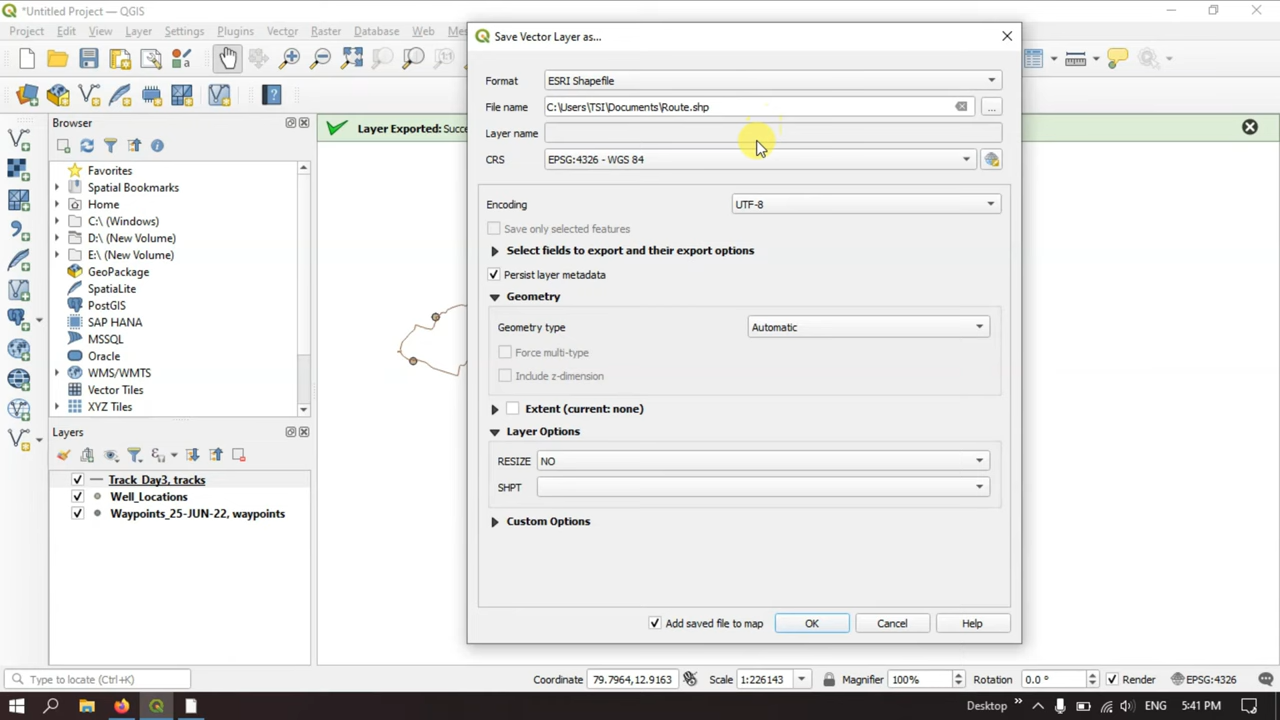 *Untitled Project — QGIS
Project Edit View Layer Settings Plugins Vector Raster Database Web Me
Browser
Favorites
Spatial Bookmarks
Home
C:\ (Windows)
D:\ (New Volume)
E:\ (New Volume)
GeoPackage
SpatiaLite
PostGIS
SAP HANA
MSSQL
Oracle
WMS/WMTS
Vector Tiles
XYZ Tiles
Layers
Track_Day3, tracks
Well_Locations
Waypoints_25-JUN-22, waypoints
Layer Exported: Succe
Save Vector Layer as...
Format ESRI Shapefile
File name C:\Users\TSI\Documents\Route.shp ...
Layer name
CRS EPSG:4326 - WGS 84
Encoding UTF-8
Save only selected features
Select fields to export and their export options
Persist layer metadata
Geometry
Geometry type Automatic
Force multi-type
Include z-dimension
Extent (current: none)
Layer Options
RESIZE NO
SHPT
Custom Options
Add saved file to map OK Cancel Help
Type to locate (Ctrl+K) Coordinate 79.7964,12.9163 Scale 1:226143 Magnifier 100% Rotation 0.0 ° Render EPSG:4326
Desktop » ENG 5:41 PM